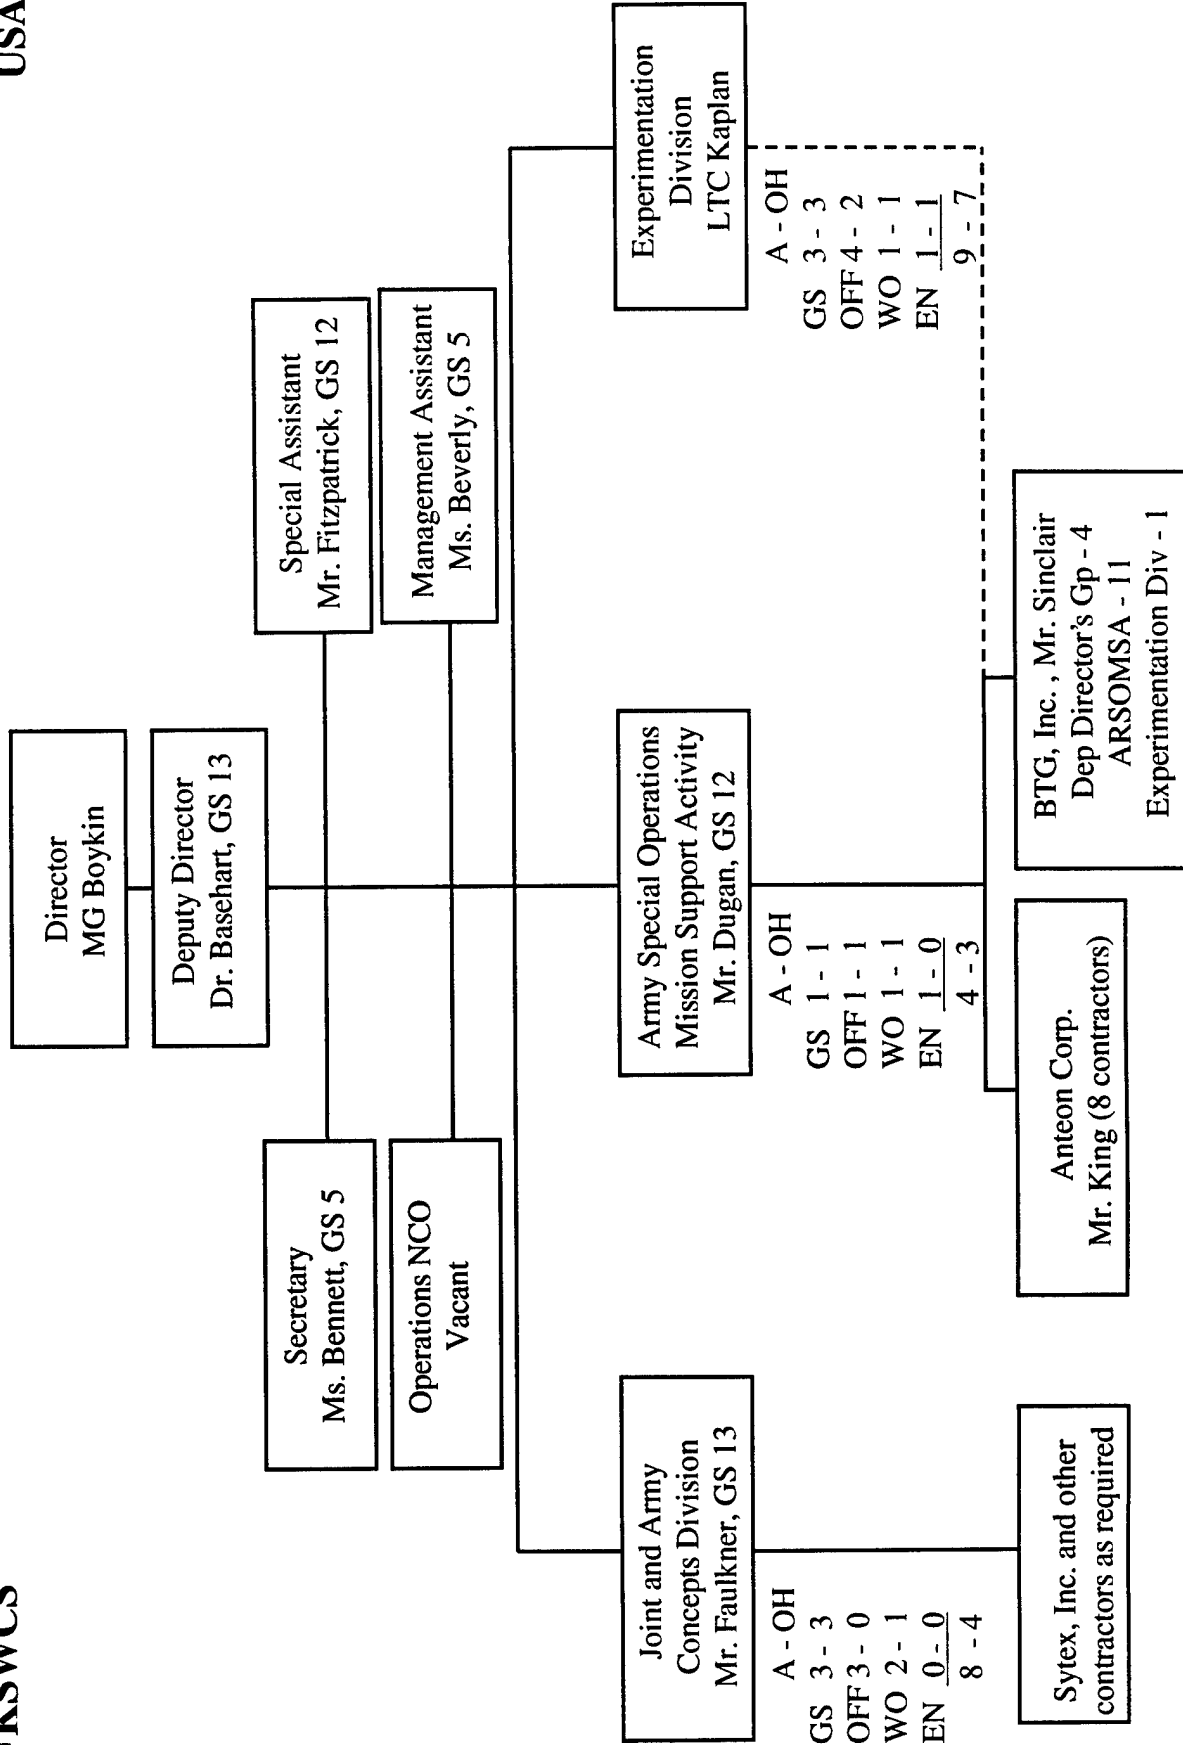 USA
Director
MG Boykin
Deputy Director
Dr. Basehart, GS 13
Secretary
Ms. Bennett, GS 5
Special Assistant
Mr. Fitzpatrick, GS 12
Operations NCO
Vacant
Management Assistant
Ms. Beverly, GS 5
Joint and Army
Concepts Division
Mr. Faulkner, GS 13
A - OH
GS 3 - 3
OFF 3 - 0
WO 2 - 1
EN 0 - 0
8 - 4
Army Special Operations
Mission Support Activity
Mr. Dugan, GS 12
A - OH
GS 1 - 1
OFF 1 - 1
WO 1 - 1
EN 1 - 0
4 - 3
Experimentation
Division
LTC Kaplan
A - OH
GS 3 - 3
OFF 4 - 2
WO 1 - 1
EN 1 - 1
9 - 7
Sytex, Inc. and other
contractors as required
Anteon Corp.
Mr. King (8 contractors)
BTG, Inc. , Mr. Sinclair
Dep Director's Gp - 4
ARSOMSA - 11
Experimentation Div - 1